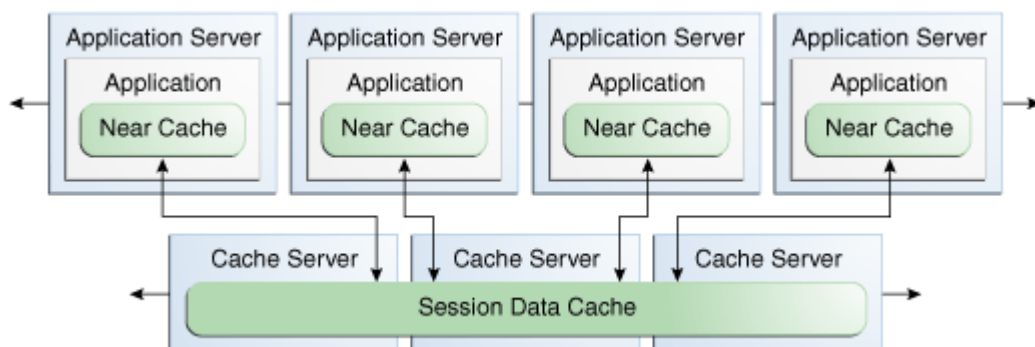 Application Server
Application
Near Cache
Application Server
Application
Near Cache
Application Server
Application
Near Cache
Application Server
Application
Near Cache
Cache Server
Cache Server
Cache Server
Session Data Cache